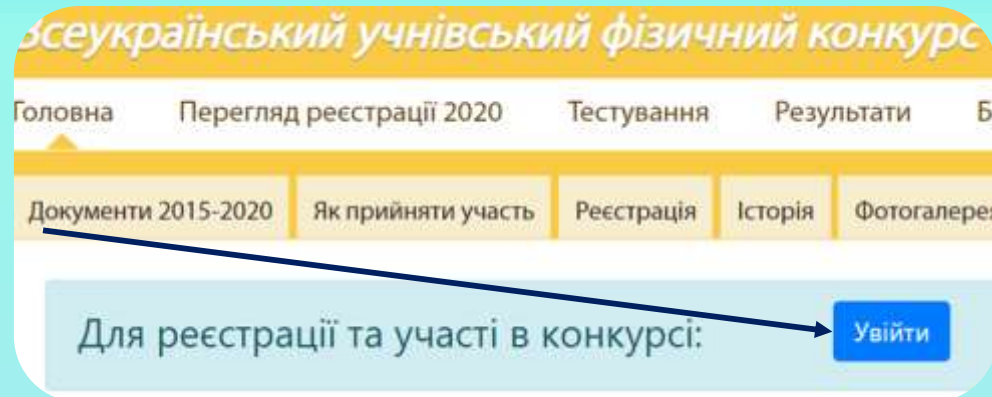 Всеукраїнський учнівський фізичний конкурс
Головна Перегляд реєстрації 2020 Тестування Результати
Документи 2015-2020 Як прийняти участь Реєстрація Історія Фотогалерея
Для реєстрації та участі в конкурсі: Увійти